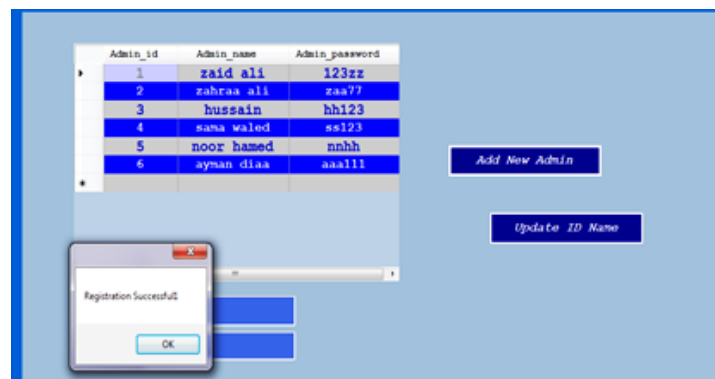 Admin_id Admin_name Admin_password
1 zaid ali 123zz
2 zahraa ali zaa77
3 hussain hh123
4 sama waled ss123
5 noor hamed nnhh
6 ayman diaa aaa111
Add New Admin
Update ID Name
Registration Successful!.
OK